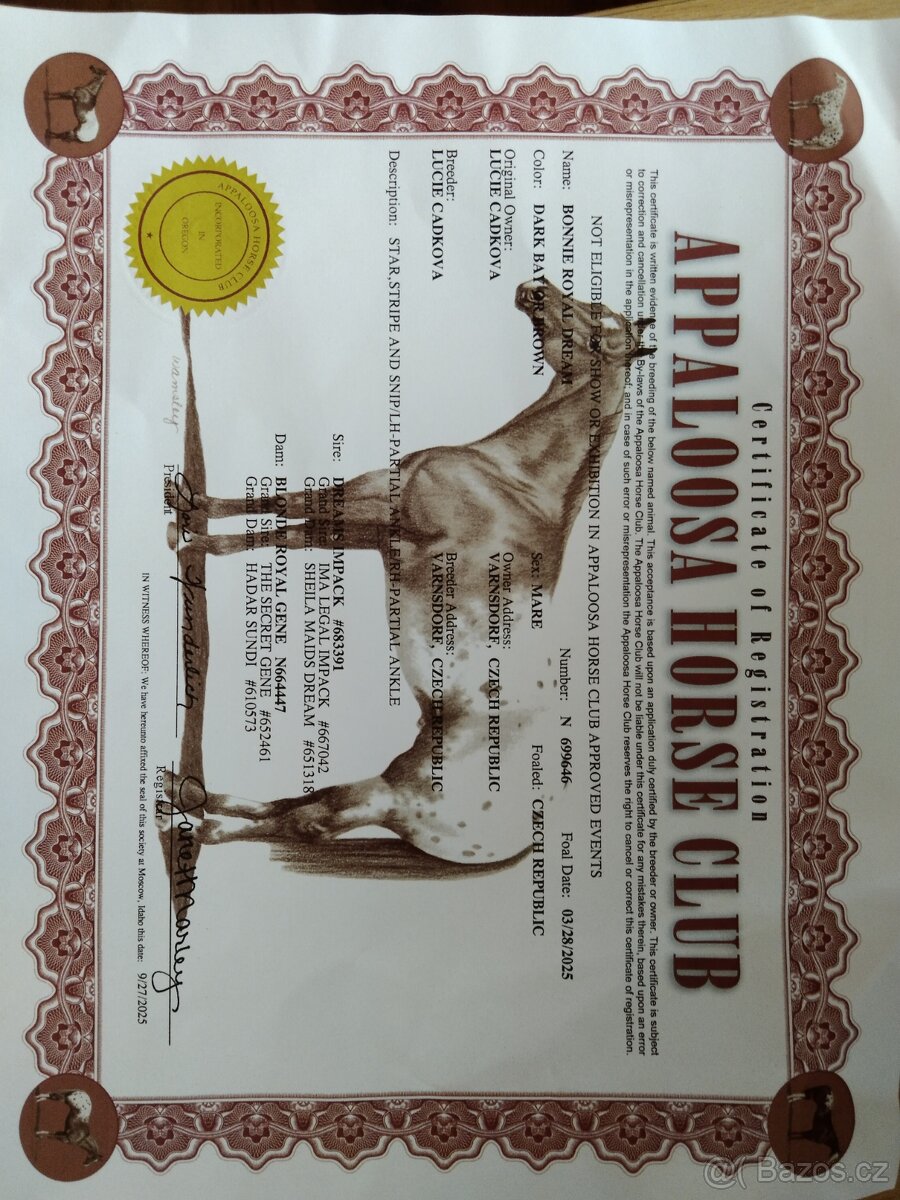 Certificate of Registration
APPALOOSA HORSE CLUB
This certificate is written evidence of the breeding of the below named animal. This acceptance is based upon an application duly certified by the breeder or owner. This certificate is subject
to correction and cancellation under the By-laws of the Appaloosa Horse Club. The Appaloosa Horse Club will not be liable under this certificate for any mistakes therein, based upon an error
or misrepresentation in the application thereof; and in case of such error or misrepresentation the Appaloosa Horse Club reserves the right to cancel or correct this certificate of registration.
NOT ELIGIBLE FOR SHOW OR EXHIBITION IN APPALOOSA HORSE CLUB APPROVED EVENTS
Name: BONNIE ROYAL DREAM Number: N 699646 Foal Date: 03/28/2025
Color: DARK BAY OR BROWN Sex: MARE Foaled: CZECH REPUBLIC
Original Owner: Owner Address:
LUCIE CADKOVA VARNSDORF, CZECH REPUBLIC
Breeder: Breeder Address:
LUCIE CADKOVA VARNSDORF, CZECH REPUBLIC
Description: STAR,STRIPE AND SNIP/LH-PARTIAL ANKLE/RH-PARTIAL ANKLE
Sire: DREAMS IMPACK #683391
Grand Sire: IMA LEGAL IMPACK #667042
Grand Dam: SHEILA MAIDS DREAM #651318
Dam: BLONDE ROYAL GENE N664447
Grand Sire: THE SECRET GENE #652461
Grand Dam: HADAR SUNDI #610573
APPALOOSA HORSE CLUB
INCORPORATED
IN
OREGON
wamsley
President
Registrar
IN WITNESS WHEREOF: We have hereunto affixed the seal of this society at Moscow, Idaho this date: 9/27/2025
@ Bazos.cz